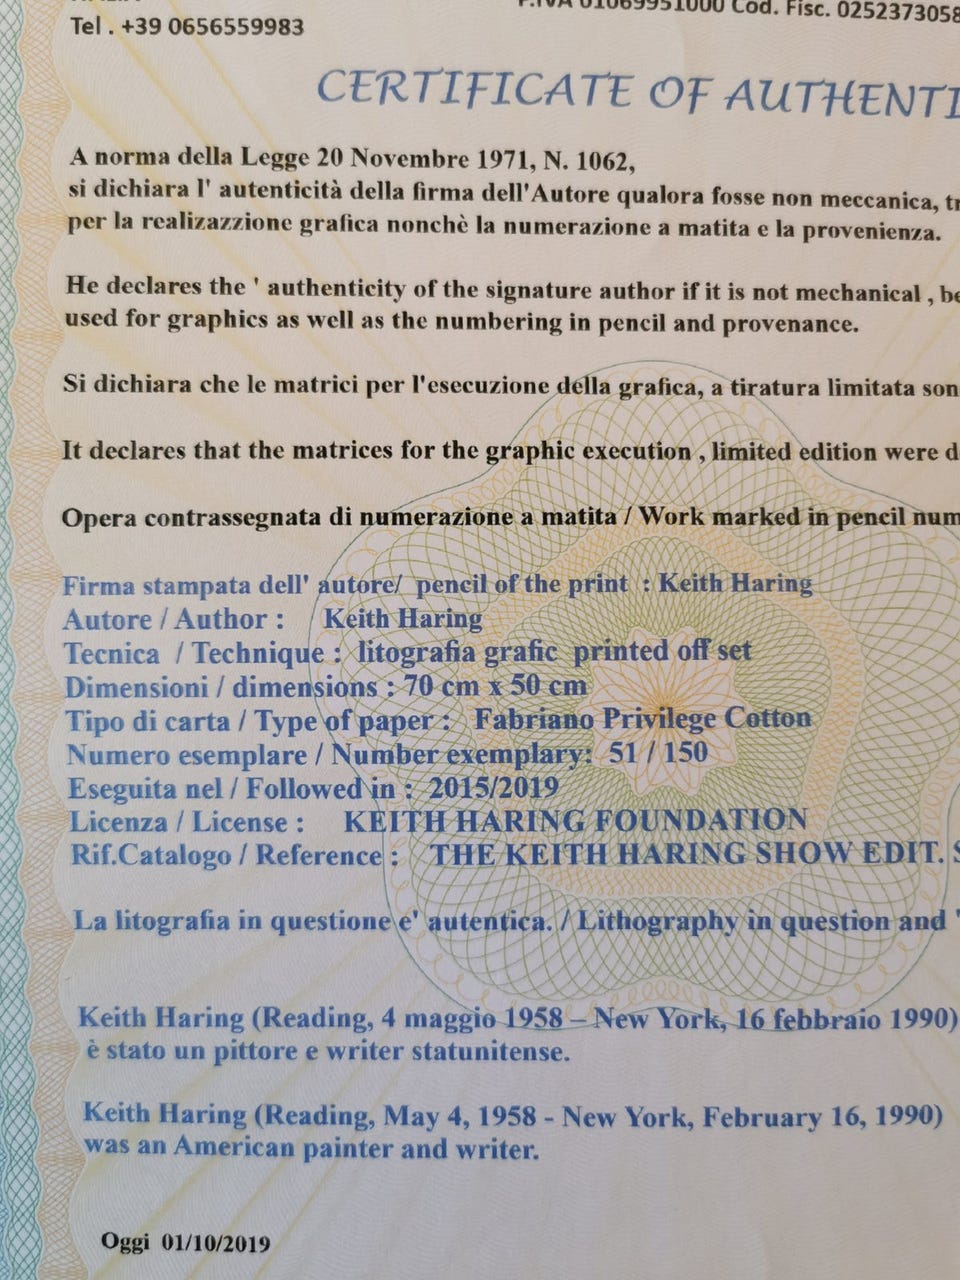 Tel . +39 0656559983
P.IVA 01069951000 Cod. Fisc. 0252373058
CERTIFICATE OF AUTHENTI
A norma della Legge 20 Novembre 1971, N. 1062,
si dichiara l' autenticità della firma dell'Autore qualora fosse non meccanica, tr
per la realizazzione grafica nonchè la numerazione a matita e la provenienza.
He declares the ' authenticity of the signature author if it is not mechanical , be
used for graphics as well as the numbering in pencil and provenance.
Si dichiara che le matrici per l'esecuzione della grafica, a tiratura limitata son
It declares that the matrices for the graphic execution , limited edition were d
Opera contrassegnata di numerazione a matita / Work marked in pencil num
Firma stampata dell' autore/ pencil of the print : Keith Haring
Autore / Author : Keith Haring
Tecnica / Technique : litografia grafic printed off set
Dimensioni / dimensions : 70 cm x 50 cm
Tipo di carta / Type of paper : Fabriano Privilege Cotton
Numero esemplare / Number exemplary: 51 / 150
Eseguita nel / Followed in : 2015/2019
Licenza / License : KEITH HARING FOUNDATION
Rif.Catalogo / Reference : THE KEITH HARING SHOW EDIT. S
La litografia in questione e' autentica. / Lithography in question and '
Keith Haring (Reading, 4 maggio 1958 – New York, 16 febbraio 1990)
è stato un pittore e writer statunitense.
Keith Haring (Reading, May 4, 1958 - New York, February 16, 1990)
was an American painter and writer.
Oggi 01/10/2019